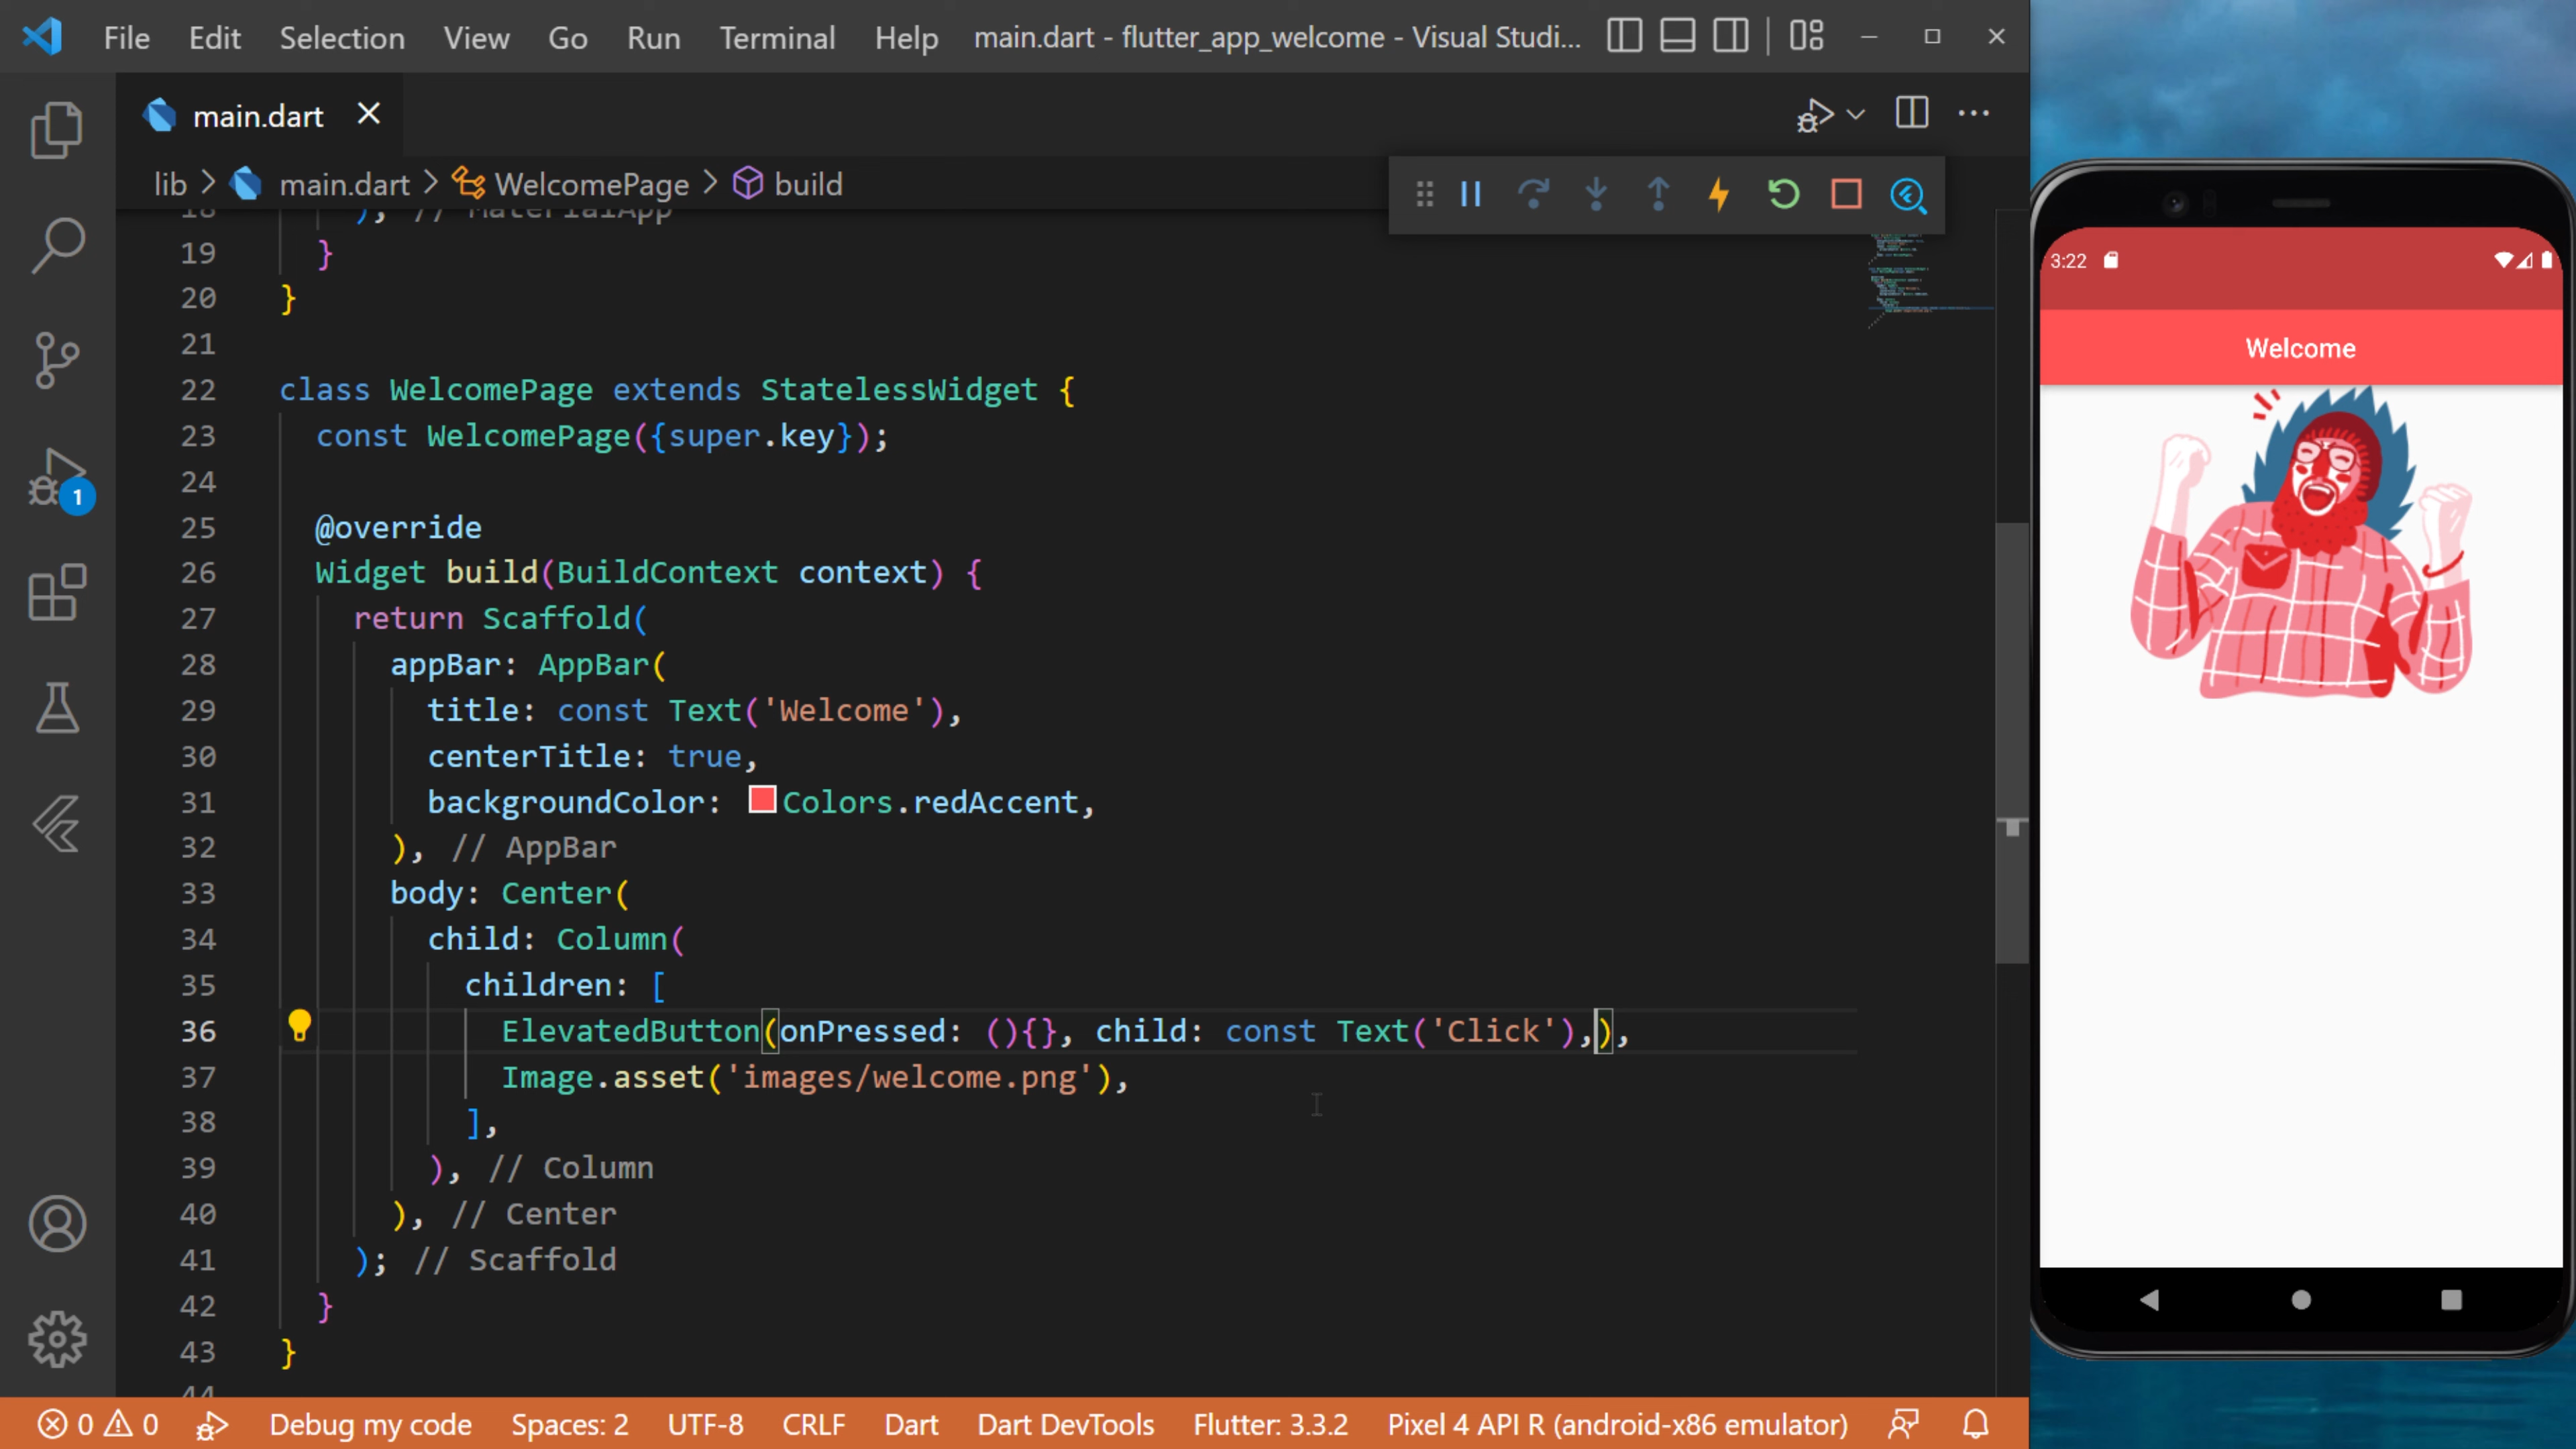 File Edit Selection View Go Run Terminal Help main.dart - flutter_app_welcome - Visual Studi...
main.dart
lib > main.dart > WelcomePage > build
18 ); // MaterialApp
19 }
20 }
21
22 class WelcomePage extends StatelessWidget {
23 const WelcomePage({super.key});
24
25 @override
26 Widget build(BuildContext context) {
27 return Scaffold(
28 appBar: AppBar(
29 title: const Text('Welcome'),
30 centerTitle: true,
31 backgroundColor: Colors.redAccent,
32 ), // AppBar
33 body: Center(
34 child: Column(
35 children: [
36 ElevatedButton(onPressed: (){}, child: const Text('Click'),),
37 Image.asset('images/welcome.png'),
38 ],
39 ), // Column
40 ), // Center
41 ); // Scaffold
42 }
43 }
44
1
0 0 Debug my code Spaces: 2 UTF-8 CRLF Dart Dart DevTools Flutter: 3.3.2 Pixel 4 API R (android-x86 emulator)
3:22
Welcome